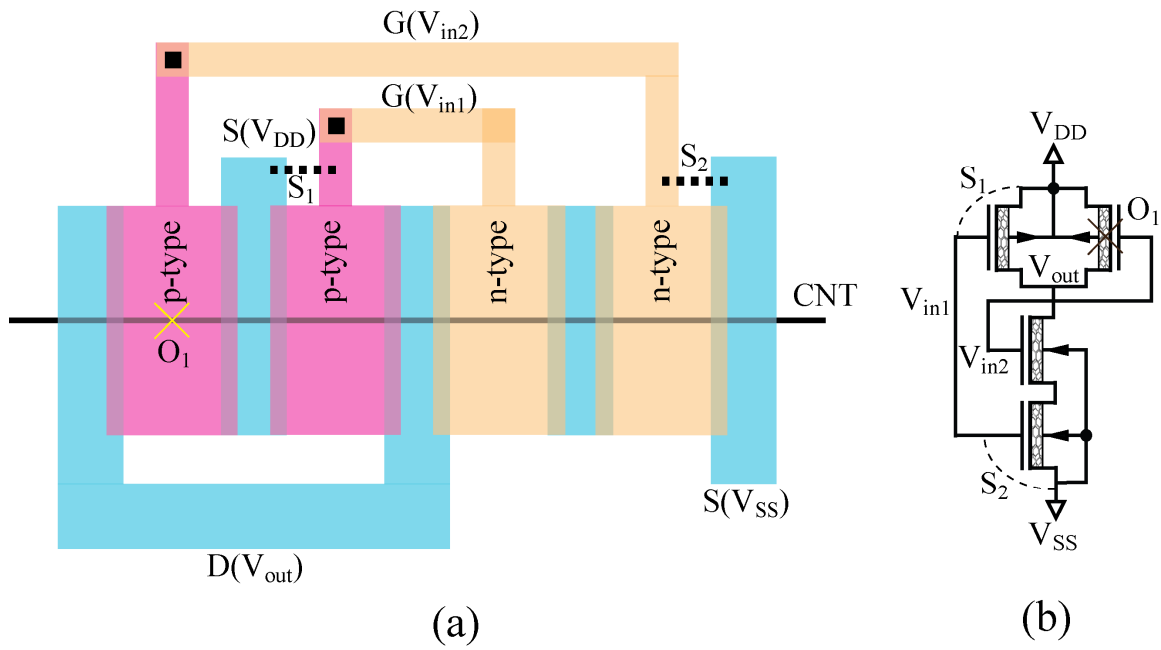 G(Vin2)
G(Vin1)
S(VDD)
S1
S2
p-type
p-type
n-type
n-type
CNT
O1
S(VSS)
D(Vout)
(a)
VDD
S1
O1
Vout
Vin1
Vin2
S2
VSS
(b)